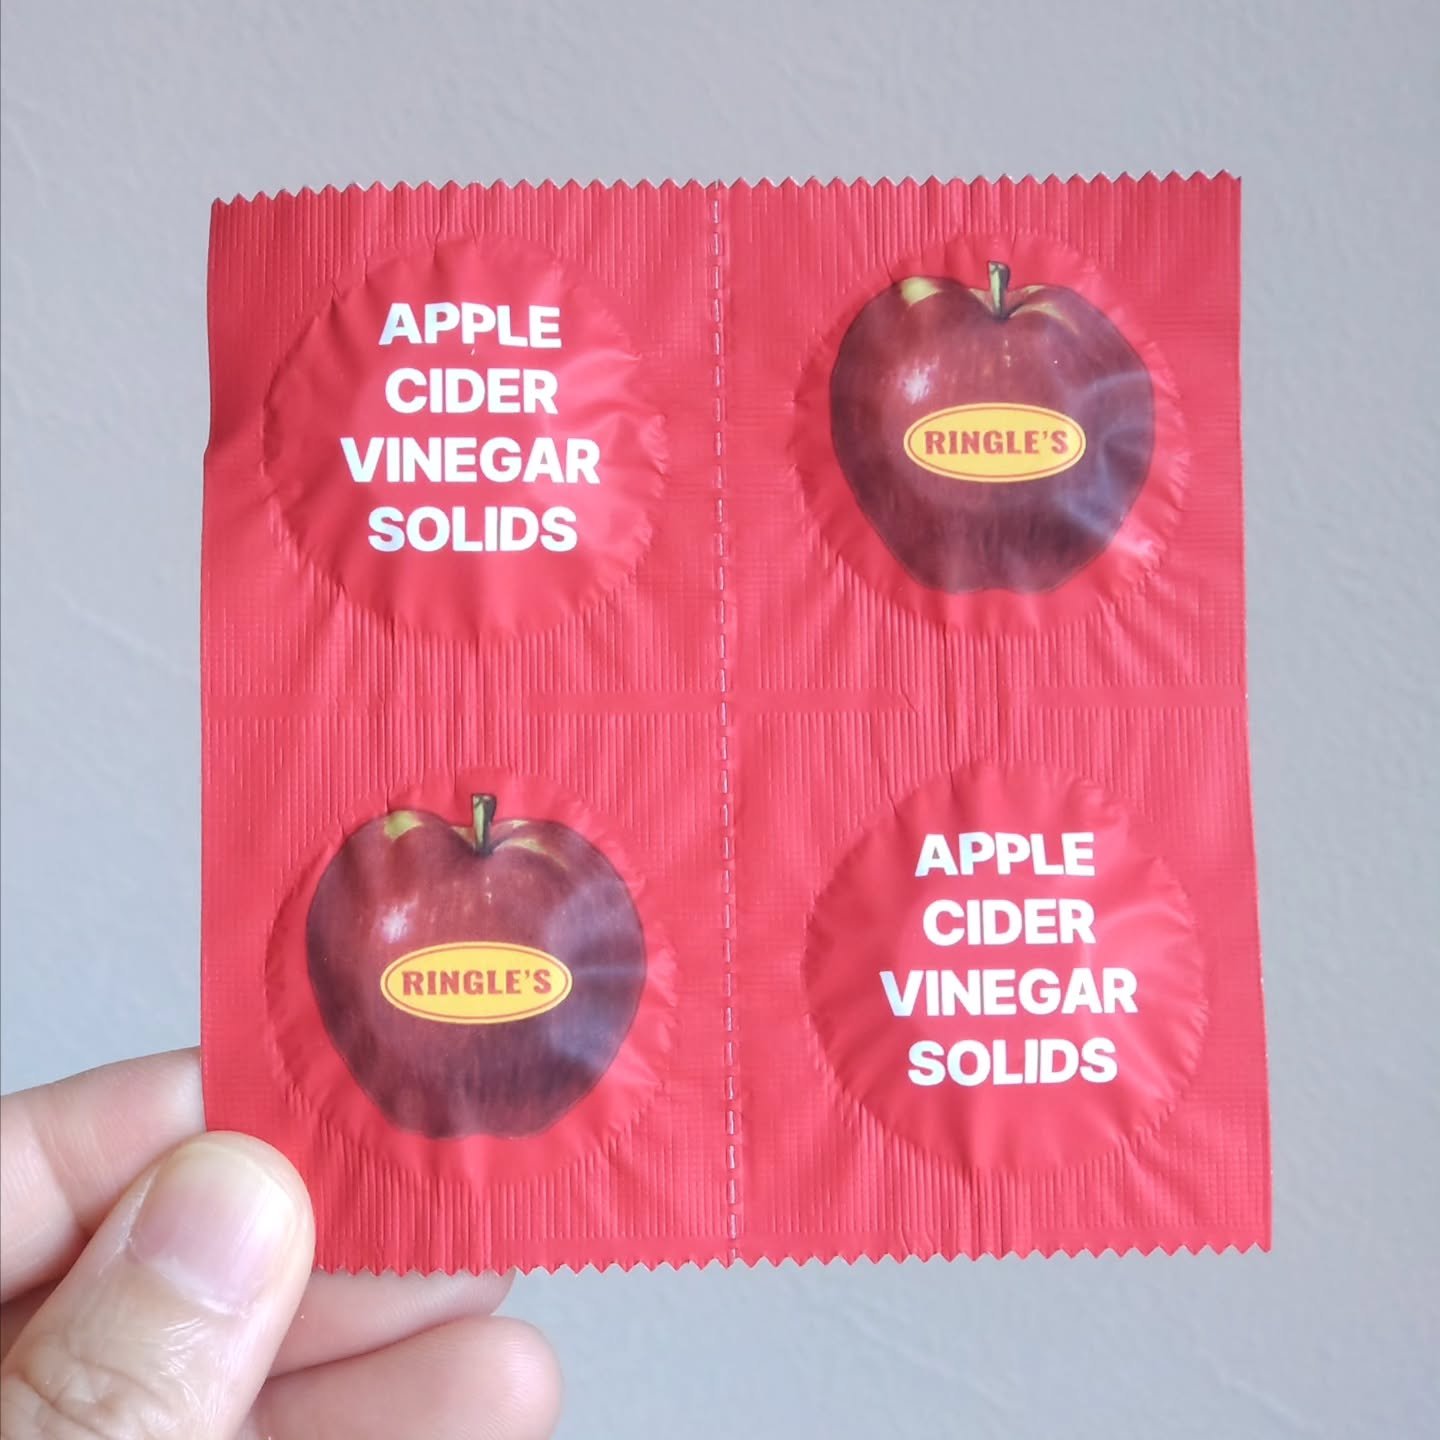 APPLE
CIDER
VINEGAR
SOLIDS
RINGLE'S
RINGLE'S
APPLE
CIDER
VINEGAR
SOLIDS